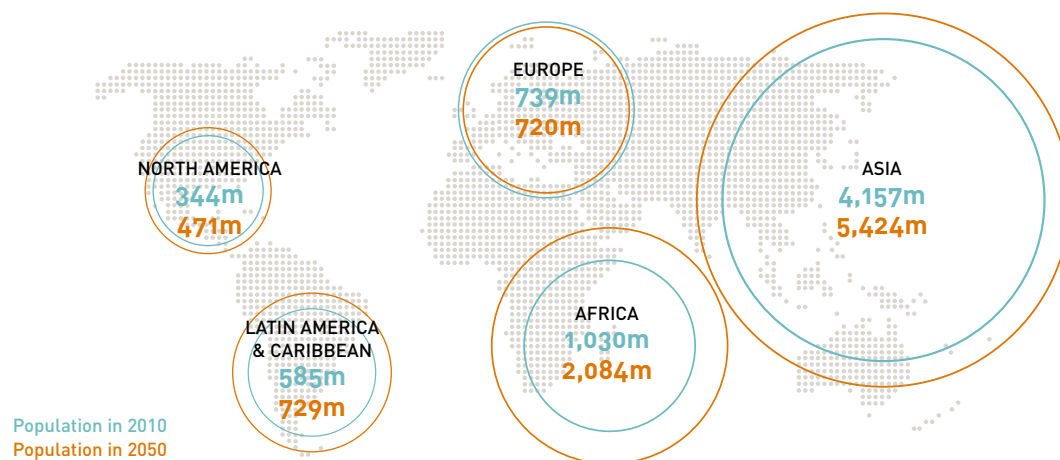 EUROPE
739m
720m
NORTH AMERICA
344m
471m
ASIA
4,157m
5,424m
LATIN AMERICA
& CARIBBEAN
585m
729m
AFRICA
1,030m
2,084m
Population in 2010
Population in 2050